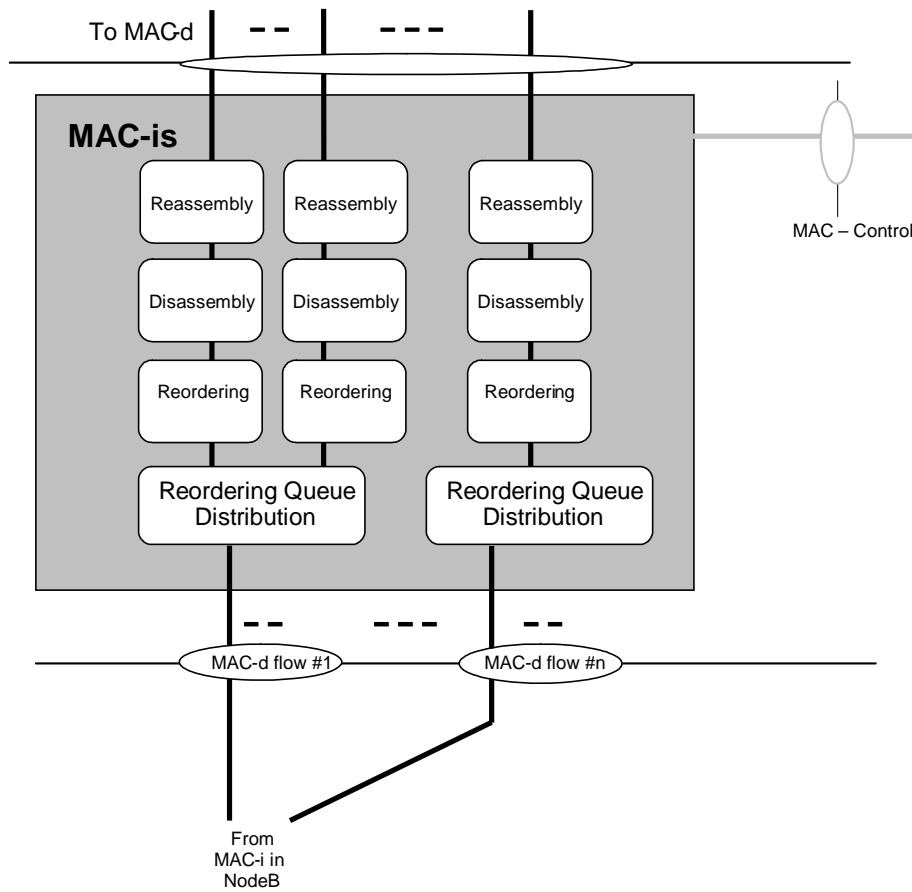 To MAC-d
MAC-is
MAC – Control
Reassembly
Reassembly
Reassembly
Disassembly
Disassembly
Disassembly
Reordering
Reordering
Reordering
Reordering Queue
Distribution
Reordering Queue
Distribution
MAC-d flow #1
MAC-d flow #n
From
MAC-i in
NodeB